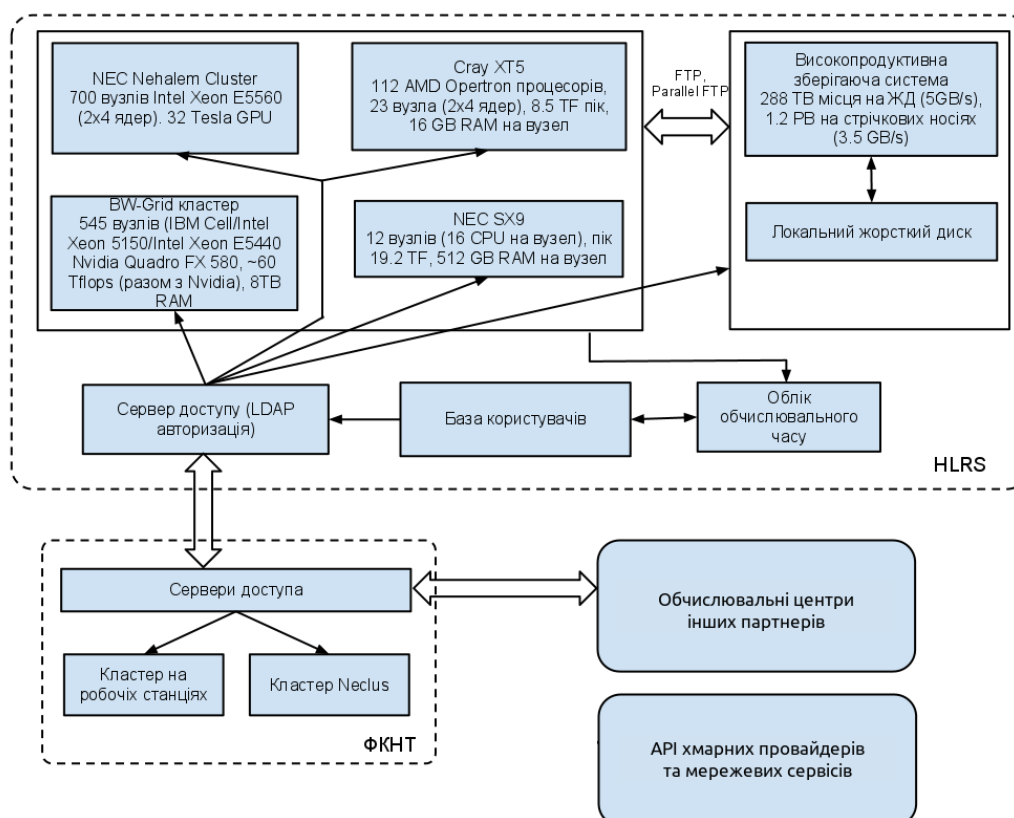 NEC Nehalem Cluster
700 вузлів Intel Xeon E5560
(2x4 ядер). 32 Tesla GPU
Cray XT5
112 AMD Opertron процесорів,
23 вузла (2x4 ядер), 8.5 TF пік,
16 GB RAM на вузел
FTP,
Parallel FTP
Високопродуктивна
зберігаюча система
288 TB місця на ЖД (5GB/s),
1.2 PB на стрічкових носіях
(3.5 GB/s)
BW-Grid кластер
545 вузлів (IBM Cell/Intel
Xeon 5150/Intel Xeon E5440
Nvidia Quadro FX 580, ~60
Tflops (разом з Nvidia), 8TB
RAM
NEC SX9
12 вузлів (16 CPU на вузел), пік
19.2 TF, 512 GB RAM на вузел
Локальний жорсткий диск
Сервер доступу (LDAP
авторизація)
База користувачів
Облік
обчислювального
часу
HLRS
Сервери доступа
Кластер на
робочіх станціях
Кластер Neclus
ФКНТ
Обчислювальні центри
інших партнерів
API хмарних провайдерів
та мережевих сервісів